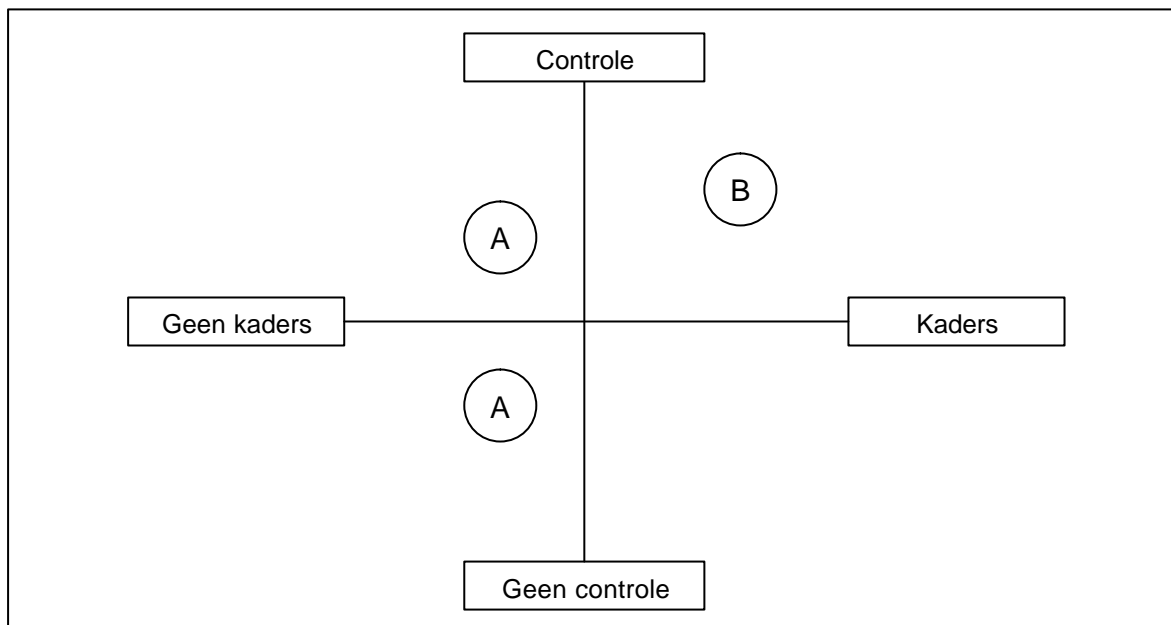 Controle
B
A
Geen kaders
Kaders
A
Geen controle